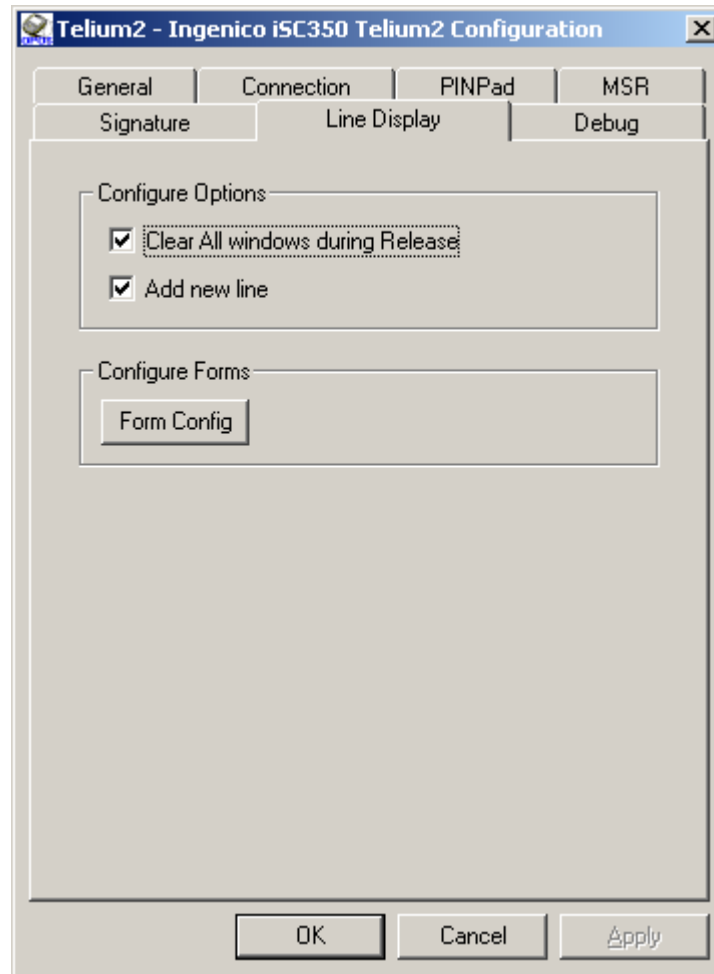 Telium2 - Ingenico iSC350 Telium2 Configuration
General Connection PINPad MSR
Signature Line Display Debug
Configure Options
Clear All windows during Release
Add new line
Configure Forms
Form Config
OK Cancel Apply